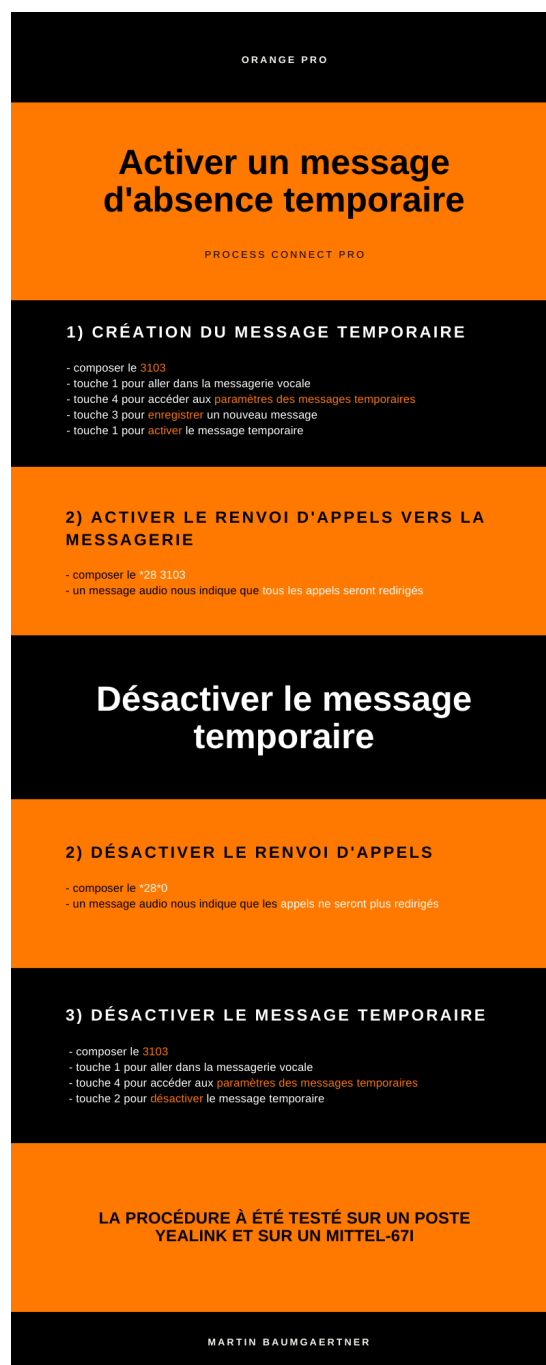 ORANGE PRO
Activer un message
d'absence temporaire
PROCESS CONNECT PRO
1) CRÉATION DU MESSAGE TEMPORAIRE
- composer le 3103
- touche 1 pour aller dans la messagerie vocale
- touche 4 pour accéder aux paramètres des messages temporaires
- touche 3 pour enregistrer un nouveau message
- touche 1 pour activer le message temporaire
2) ACTIVER LE RENVOI D'APPELS VERS LA
MESSAGERIE
- composer le *28 3103
- un message audio nous indique que tous les appels seront redirigés
Désactiver le message
temporaire
2) DÉSACTIVER LE RENVOI D'APPELS
- composer le *28*0
- un message audio nous indique que les appels ne seront plus redirigés
3) DÉSACTIVER LE MESSAGE TEMPORAIRE
- composer le 3103
- touche 1 pour aller dans la messagerie vocale
- touche 4 pour accéder aux paramètres des messages temporaires
- touche 2 pour désactiver le message temporaire
LA PROCÉDURE À ÉTÉ TESTÉ SUR UN POSTE
YEALINK ET SUR UN MITTEL-67I
MARTIN BAUMGAERTNER